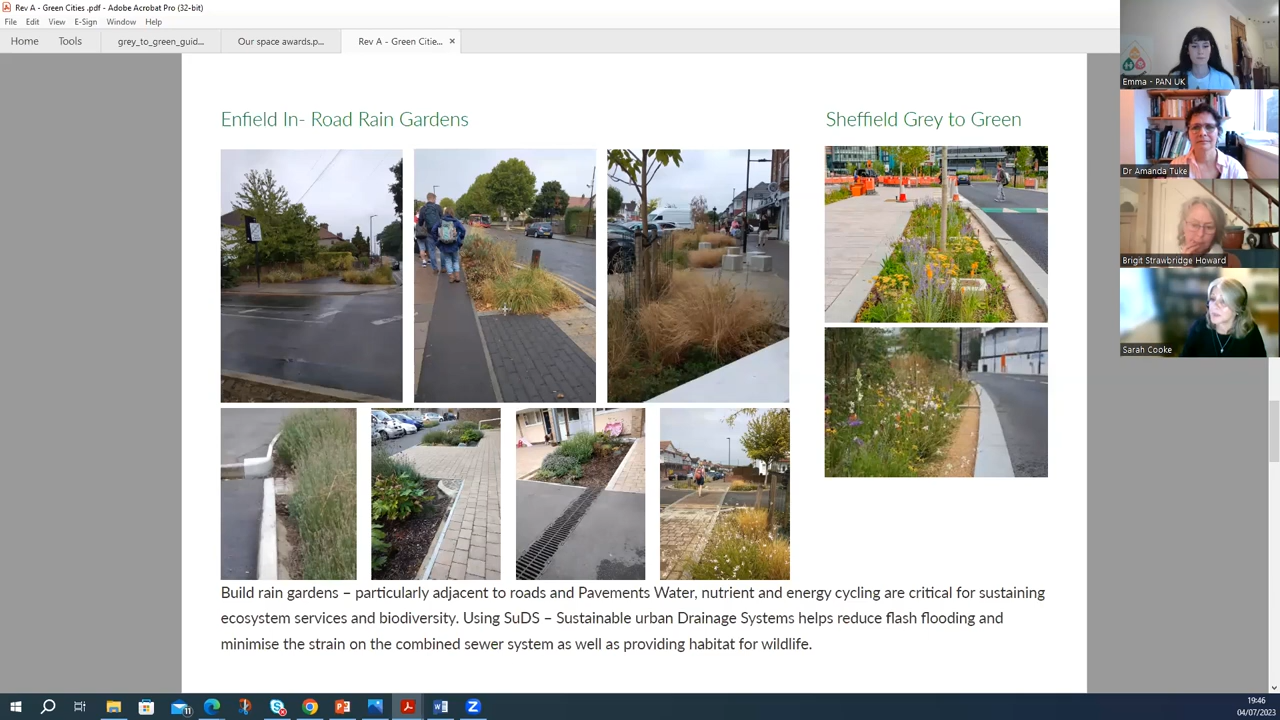 Rev A - Green Cities .pdf - Adobe Acrobat Pro (32-bit)
File Edit View E-Sign Window Help
Home Tools grey_to_green_guid... Our space awards.p... Rev A - Green Citie... ×
Enfield In- Road Rain Gardens
Sheffield Grey to Green
Build rain gardens – particularly adjacent to roads and Pavements Water, nutrient and energy cycling are critical for sustaining
ecosystem services and biodiversity. Using SuDS – Sustainable urban Drainage Systems helps reduce flash flooding and
minimise the strain on the combined sewer system as well as providing habitat for wildlife.
Emma - PAN UK
Dr Amanda Tuke
Brigit Strawbridge Howard
Sarah Cooke
19:46
04/07/2023